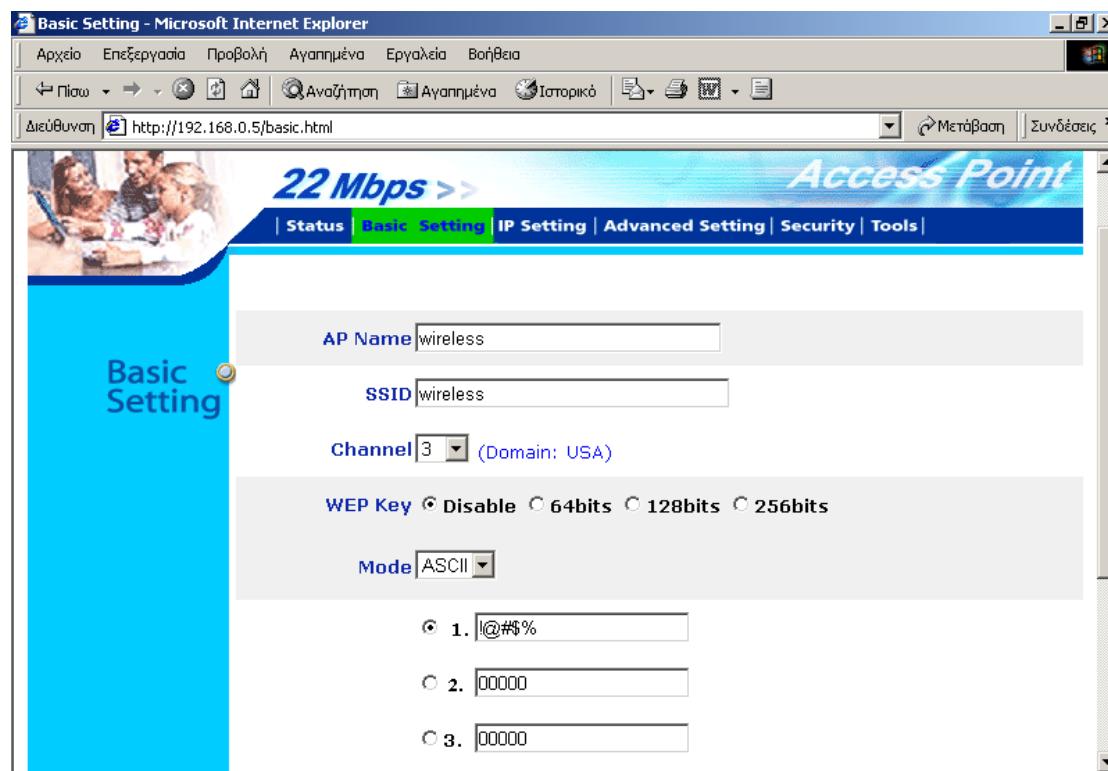 Basic Setting - Microsoft Internet Explorer
Αρχείο Επεξεργασία Προβολή Αγαπημένα Εργαλεία Βοήθεια
Πίσω Αναζήτηση Αγαπημένα Ιστορικό
Διεύθυνση http://192.168.0.5/basic.html Μετάβαση Συνδέσεις
22 Mbps >> Access Point
| Status | Basic Setting | IP Setting | Advanced Setting | Security | Tools |
Basic
Setting
AP Name wireless
SSID wireless
Channel 3 (Domain: USA)
WEP Key Disable 64bits 128bits 256bits
Mode ASCII
1. !@#$%
2. 00000
3. 00000